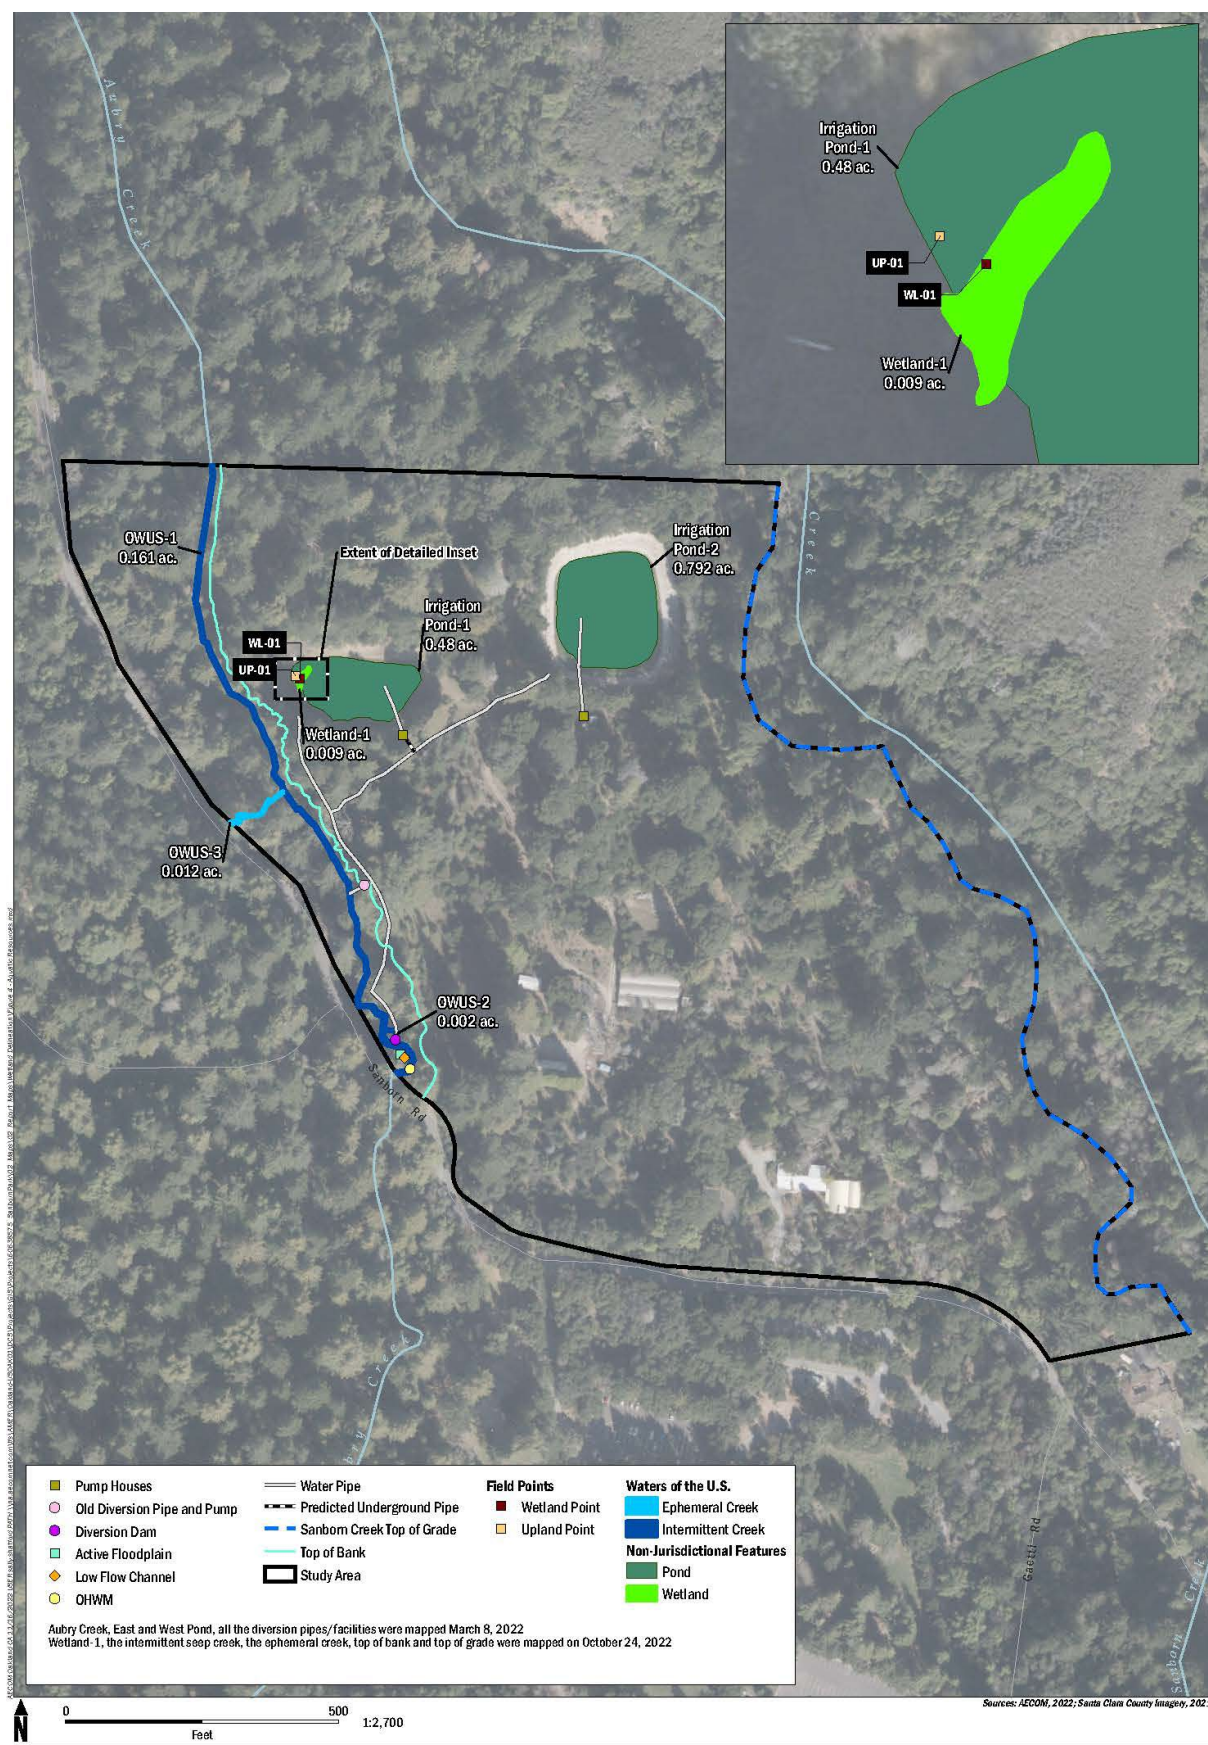 Aubry
Creek
Irrigation
Pond-1
0.48 ac.
UP-01
WL-01
Wetland-1
0.009 ac.
OWUS-1
0.161 ac.
Extent of Detailed Inset
Irrigation
Pond-2
0.792 ac.
Creek
Irrigation
Pond-1
0.48 ac.
WL-01
UP-01
Wetland-1
0.009 ac.
OWUS-3
0.012 ac.
OWUS-2
0.002 ac.
Sanborn Rd
Creek
bry
Gaetti Rd
Sanborn Creek
Pump Houses
Old Diversion Pipe and Pump
Diversion Dam
Active Floodplain
Low Flow Channel
OHWM
Water Pipe
Predicted Underground Pipe
Sanborn Creek Top of Grade
Top of Bank
Study Area
Field Points
Wetland Point
Upland Point
Waters of the U.S.
Ephemeral Creek
Intermittent Creek
Non-Jurisdictional Features
Pond
Wetland
Aubry Creek, East and West Pond, all the diversion pipes/facilities were mapped March 8, 2022
Wetland-1, the intermittent seep creek, the ephemeral creek, top of bank and top of grade were mapped on October 24, 2022
N
0 500
Feet
1:2,700
Sources: AECOM, 2022; Santa Clara County Imagery, 202